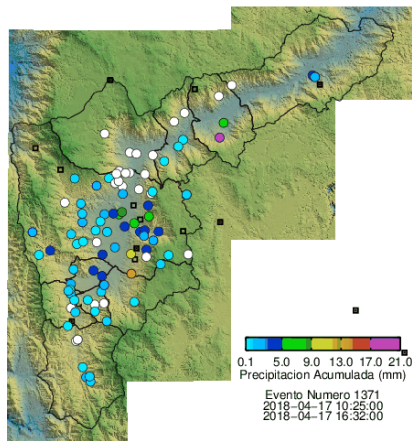 0.1 5.0 9.0 13.0 17.0 21.0
Precipitacion Acumulada (mm)
Evento Numero 1371
2018-04-17 10:25:00
2018-04-17 16:32:00